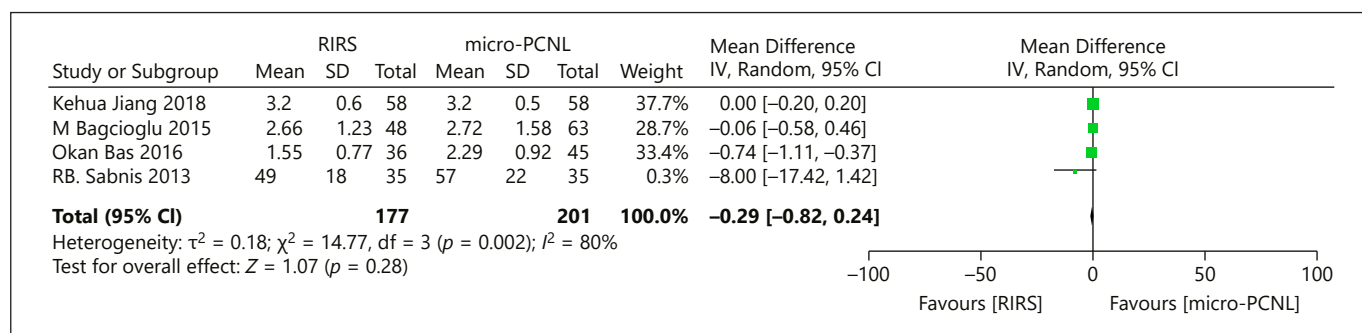 RIRS micro-PCNL Mean Difference Mean Difference
Study or Subgroup Mean SD Total Mean SD Total Weight IV, Random, 95% CI IV, Random, 95% CI
Kehua Jiang 2018 3.2 0.6 58 3.2 0.5 58 37.7% 0.00 [–0.20, 0.20]
M Bagcioglu 2015 2.66 1.23 48 2.72 1.58 63 28.7% –0.06 [–0.58, 0.46]
Okan Bas 2016 1.55 0.77 36 2.29 0.92 45 33.4% –0.74 [–1.11, –0.37]
RB. Sabnis 2013 49 18 35 57 22 35 0.3% –8.00 [–17.42, 1.42]
Total (95% CI) 177 201 100.0% –0.29 [–0.82, 0.24]
Heterogeneity: τ² = 0.18; χ² = 14.77, df = 3 (p = 0.002); I² = 80%
Test for overall effect: Z = 1.07 (p = 0.28)
–100 –50 0 50 100
Favours [RIRS] Favours [micro-PCNL]